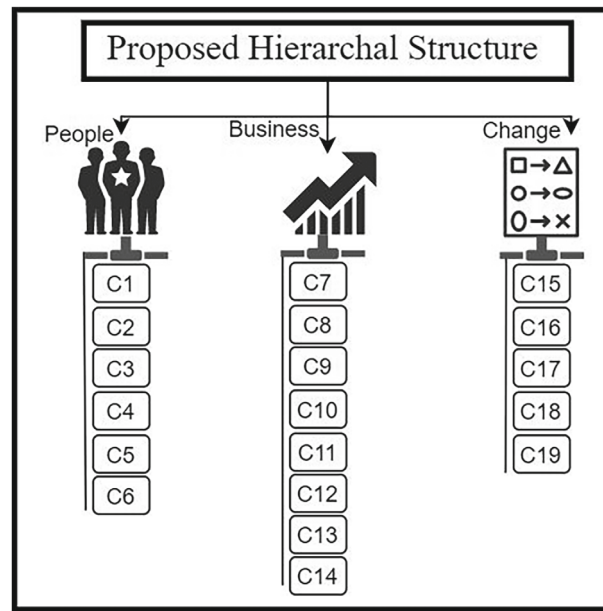 Proposed Hierarchal Structure
People
Business
Change
C1
C2
C3
C4
C5
C6
C7
C8
C9
C10
C11
C12
C13
C14
C15
C16
C17
C18
C19